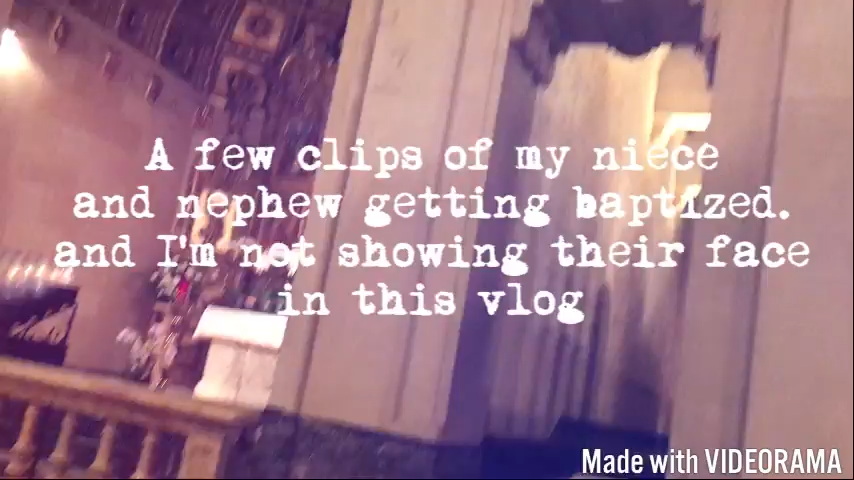 A few clips of my niece
and nephew getting baptized.
and I'm not showing their face
in this vlog
Made with VIDEORAMA